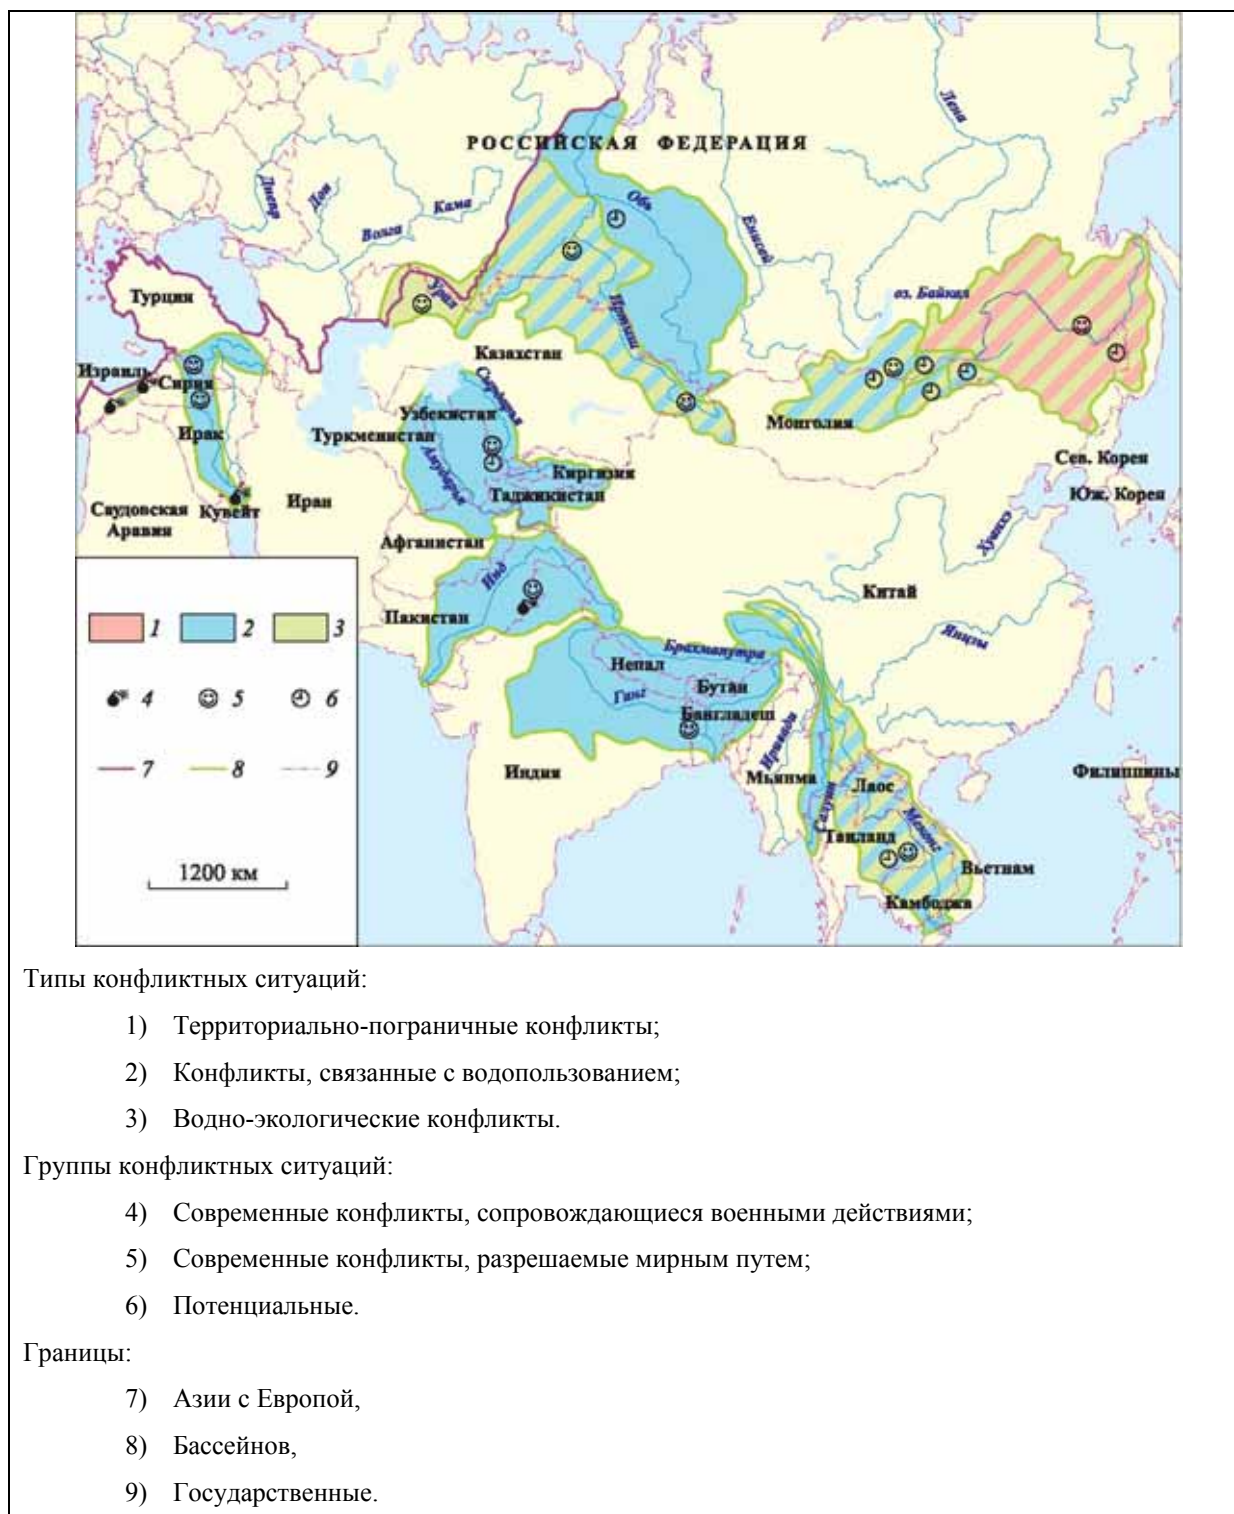 РОССИЙСКАЯ ФЕДЕРАЦИЯ
Лена
Обь
Днепр
Дон
Кама
Волга
Енисей
Турция
Урал
Иртыш
оз. Байкал
Казахстан
Израиль
Сирия
Сырдарья
Узбекистан
Монголия
Ирак
Туркменистан
Амударья
Киргизия
Сев. Корея
Таджикистан
Юж. Корея
Саудовская
Аравия
Кувейт
Иран
Афганистан
Хуанхэ
Инд
Китай
Пакистан
Янцзы
Брахмапутра
Непал
Ганг
Бутан
Бангладеш
Иравади
Индия
Мьянма
Салуин
Лаос
Филиппины
Меконг
Таиланд
Вьетнам
Камбоджа
1 2 3
4 5 6
7 8 9
1200 км
Типы конфликтных ситуаций:
1) Территориально-пограничные конфликты;
2) Конфликты, связанные с водопользованием;
3) Водно-экологические конфликты.
Группы конфликтных ситуаций:
4) Современные конфликты, сопровождающиеся военными действиями;
5) Современные конфликты, разрешаемые мирным путем;
6) Потенциальные.
Границы:
7) Азии с Европой,
8) Бассейнов,
9) Государственные.